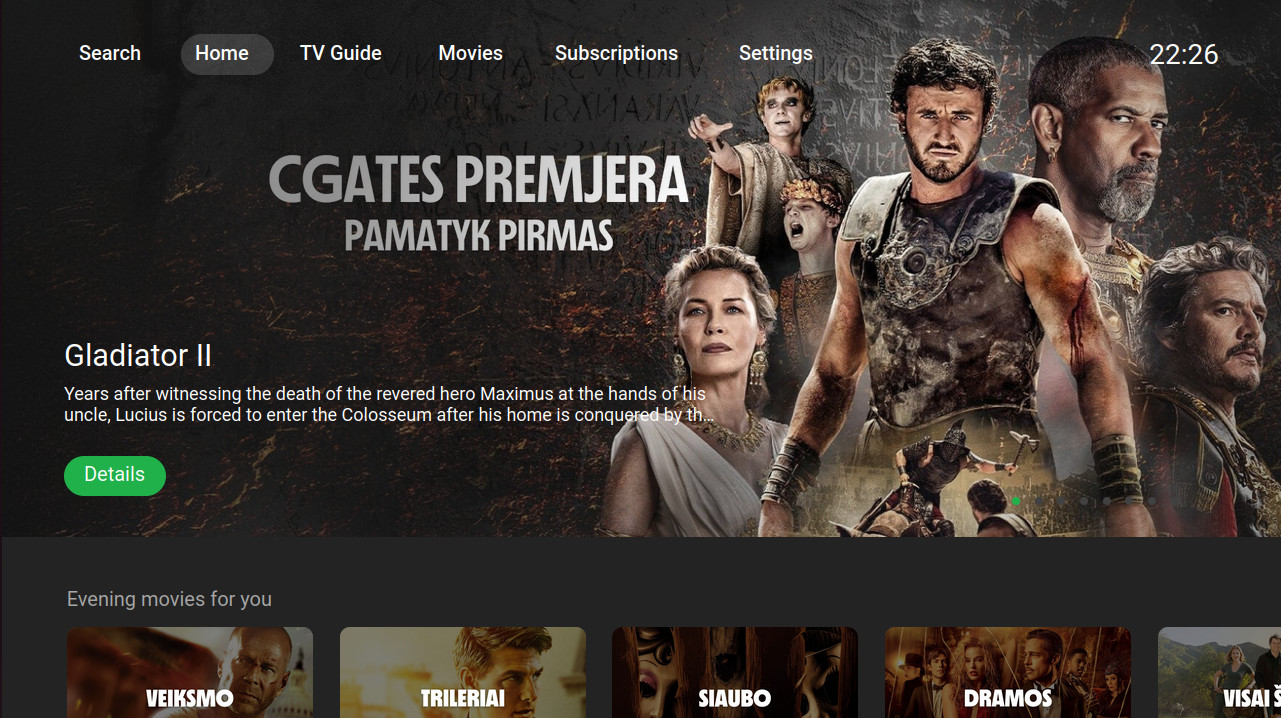 Search Home TV Guide Movies Subscriptions Settings 22:26
CGATES PREMJERA
PAMATYK PIRMAS
Gladiator II
Years after witnessing the death of the revered hero Maximus at the hands of his
uncle, Lucius is forced to enter the Colosseum after his home is conquered by th...
Details
Evening movies for you
VEIKSMO TRILERIAI SIAUBO DRAMOS VISAI